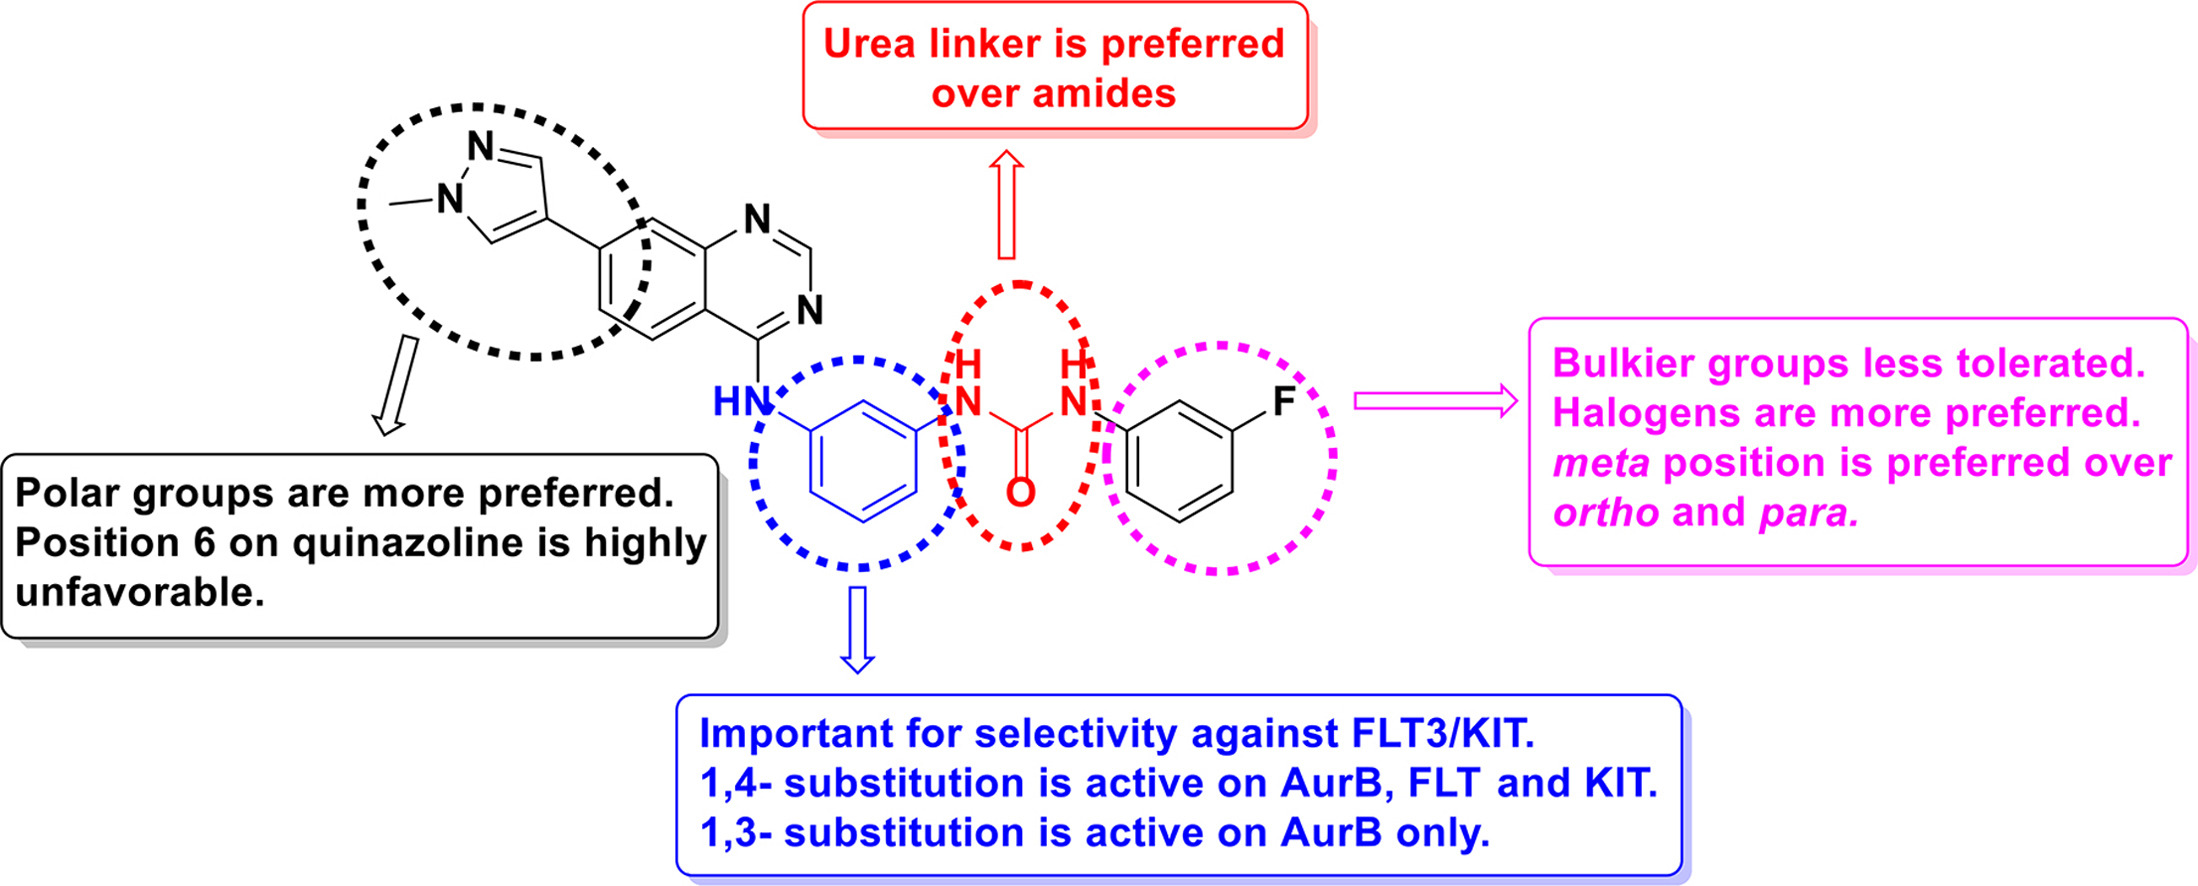 Urea linker is preferred
over amides
N
N
N
N
HN
H
N
H
N
O
F
Bulkier groups less tolerated.
Halogens are more preferred.
meta position is preferred over
ortho and para.
Polar groups are more preferred.
Position 6 on quinazoline is highly
unfavorable.
Important for selectivity against FLT3/KIT.
1,4- substitution is active on AurB, FLT and KIT.
1,3- substitution is active on AurB only.